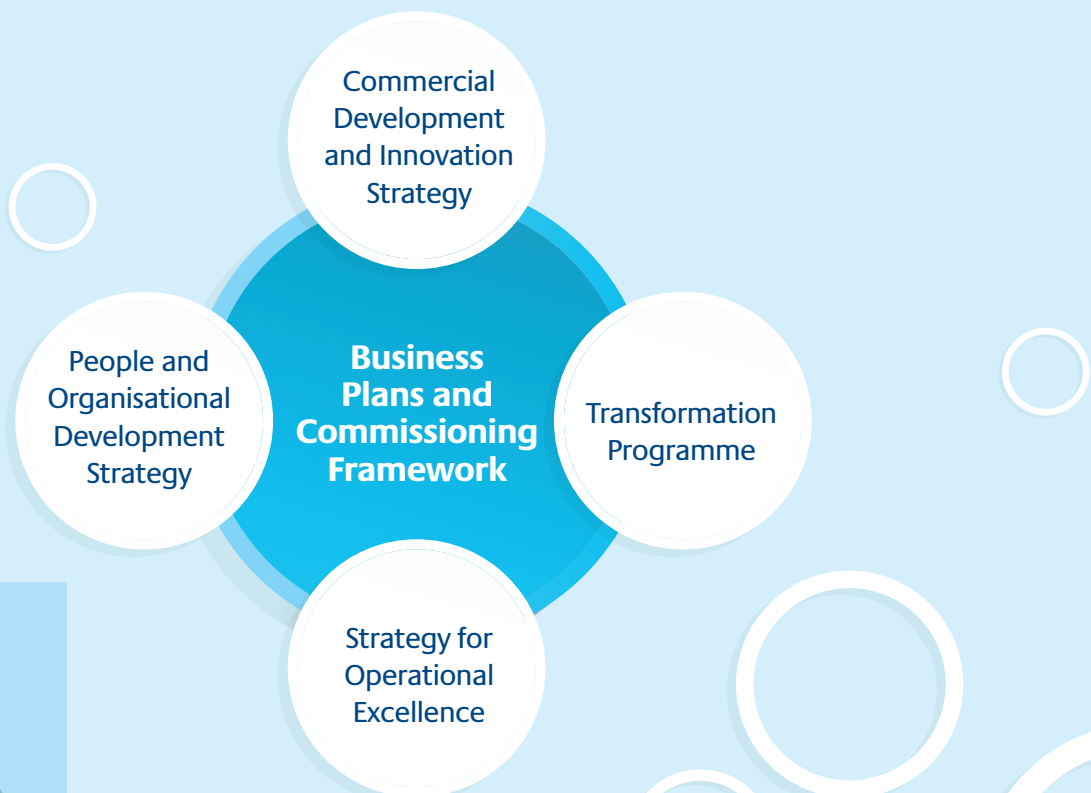 Commercial
Development
and Innovation
Strategy
People and
Organisational
Development
Strategy
Business
Plans and
Commissioning
Framework
Transformation
Programme
Strategy for
Operational
Excellence